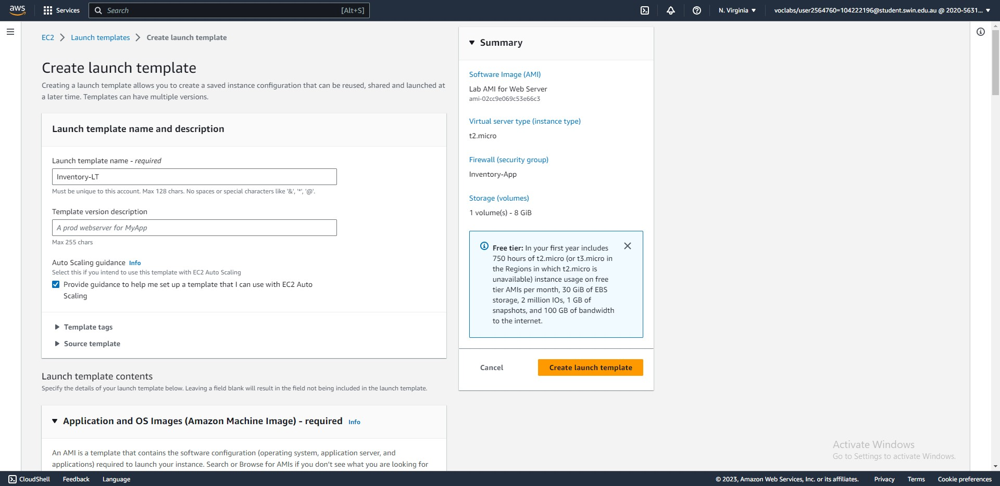 aws
Services
Search
[Alt+S]
N. Virginia
voclabs/user2564760=104222196@student.swin.edu.au @ 2020-5631...
EC2
Launch templates
Create launch template
Create launch template
Creating a launch template allows you to create a saved instance configuration that can be reused, shared and launched at
a later time. Templates can have multiple versions.
Launch template name and description
Launch template name - required
Inventory-LT
Must be unique to this account. Max 128 chars. No spaces or special characters like '&', '*', '@'.
Template version description
A prod webserver for MyApp
Max 255 chars
Auto Scaling guidance Info
Select this if you intend to use this template with EC2 Auto Scaling
Provide guidance to help me set up a template that I can use with EC2 Auto
Scaling
Template tags
Source template
Launch template contents
Specify the details of your launch template below. Leaving a field blank will result in the field not being included in the launch template.
Application and OS Images (Amazon Machine Image) - required Info
An AMI is a template that contains the software configuration (operating system, application server, and
applications) required to launch your instance. Search or Browse for AMIs if you don't see what you are looking for
Summary
Software Image (AMI)
Lab AMI for Web Server
ami-02cc9e069c53e66c3
Virtual server type (instance type)
t2.micro
Firewall (security group)
Inventory-App
Storage (volumes)
1 volume(s) - 8 GiB
Free tier: In your first year includes
750 hours of t2.micro (or t3.micro in
the Regions in which t2.micro is
unavailable) instance usage on free
tier AMIs per month, 30 GiB of EBS
storage, 2 million IOs, 1 GB of
snapshots, and 100 GB of bandwidth
to the internet.
Cancel
Create launch template
Activate Windows
Go to Settings to activate Windows.
CloudShell
Feedback
Language
© 2023, Amazon Web Services, Inc. or its affiliates.
Privacy
Terms
Cookie preferences